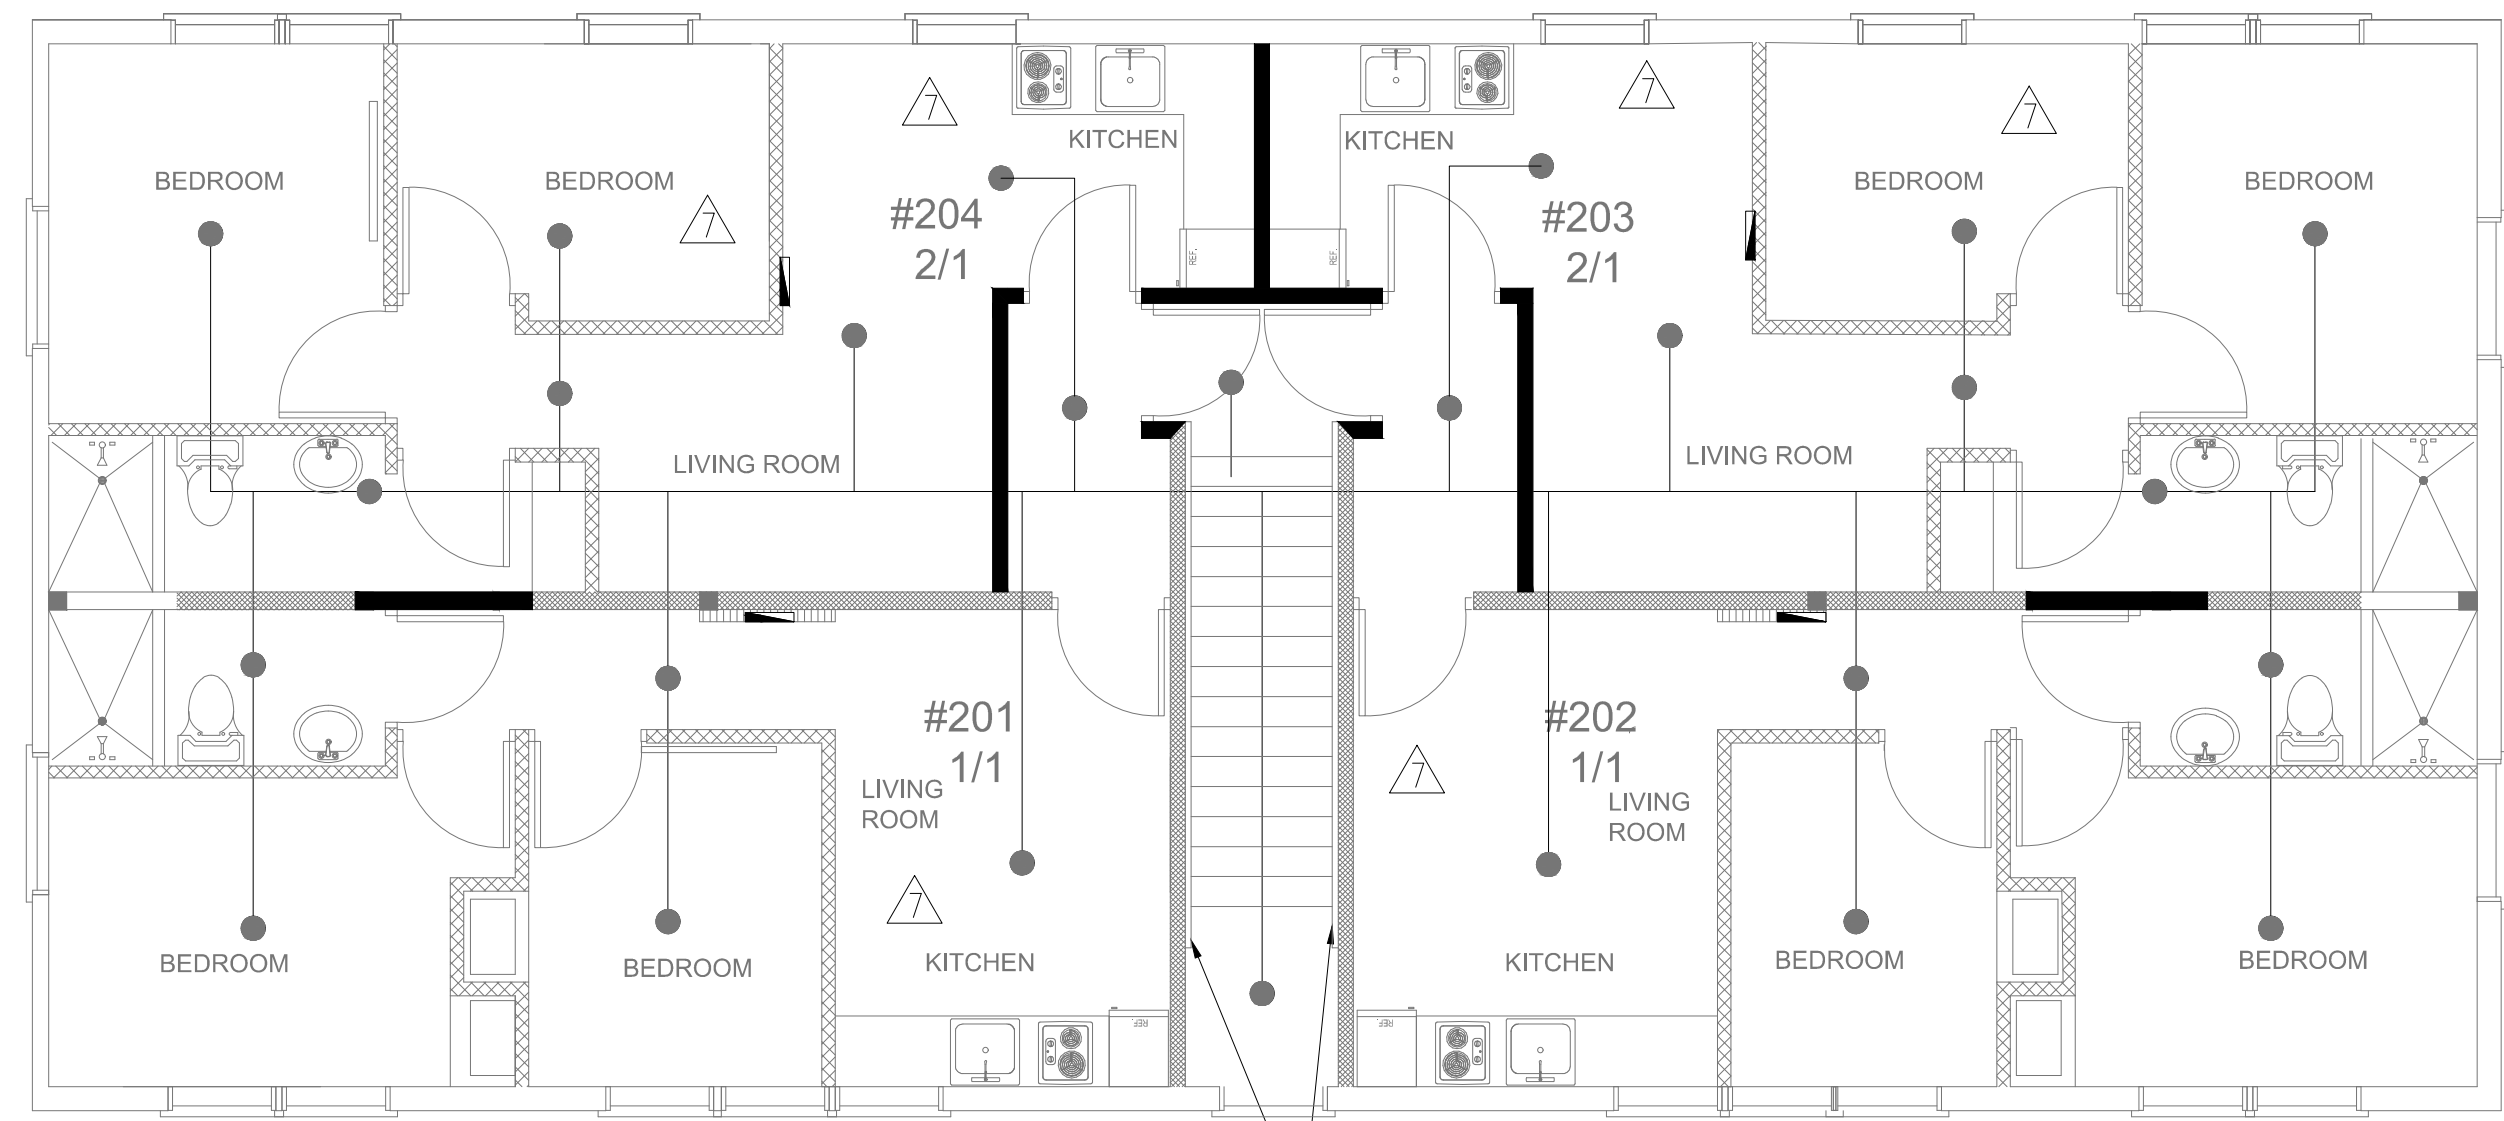 7
7
7
KITCHEN
KITCHEN
BEDROOM
BEDROOM
BEDROOM
BEDROOM
7
#204
2/1
#203
2/1
REF.
REF.
LIVING ROOM
LIVING ROOM
#201
1/1
#202
1/1
7
LIVING
ROOM
LIVING
ROOM
7
BEDROOM
BEDROOM
KITCHEN
KITCHEN
BEDROOM
BEDROOM
REF.
REF.